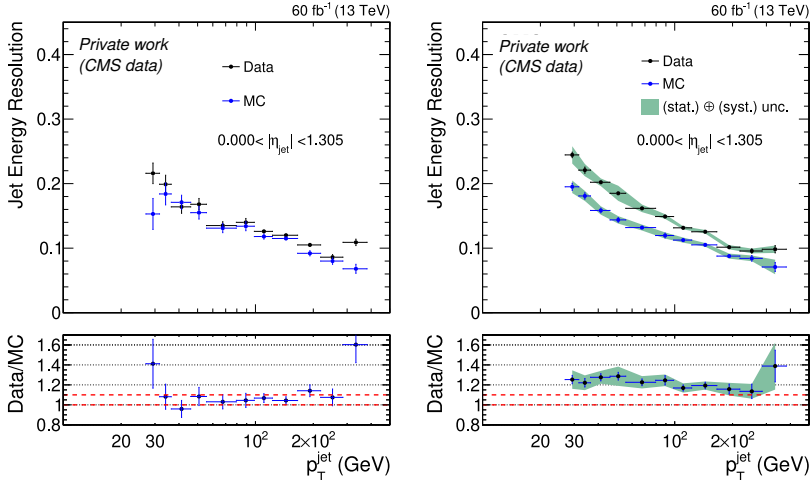 60 fb⁻¹ (13 TeV)
Jet Energy Resolution
0.4
0.3
0.2
0.1
0
Private work
(CMS data)
Data
MC
0.000< |η_jet| <1.305
Data/MC
1.6
1.4
1.2
1
0.8
20
30
10²
2×10²
p_T^jet (GeV)
60 fb⁻¹ (13 TeV)
Jet Energy Resolution
0.4
0.3
0.2
0.1
0
Private work
(CMS data)
Data
MC
(stat.) ⊕ (syst.) unc.
0.000< |η_jet| <1.305
Data/MC
1.6
1.4
1.2
1
0.8
20
30
10²
2×10²
p_T^jet (GeV)